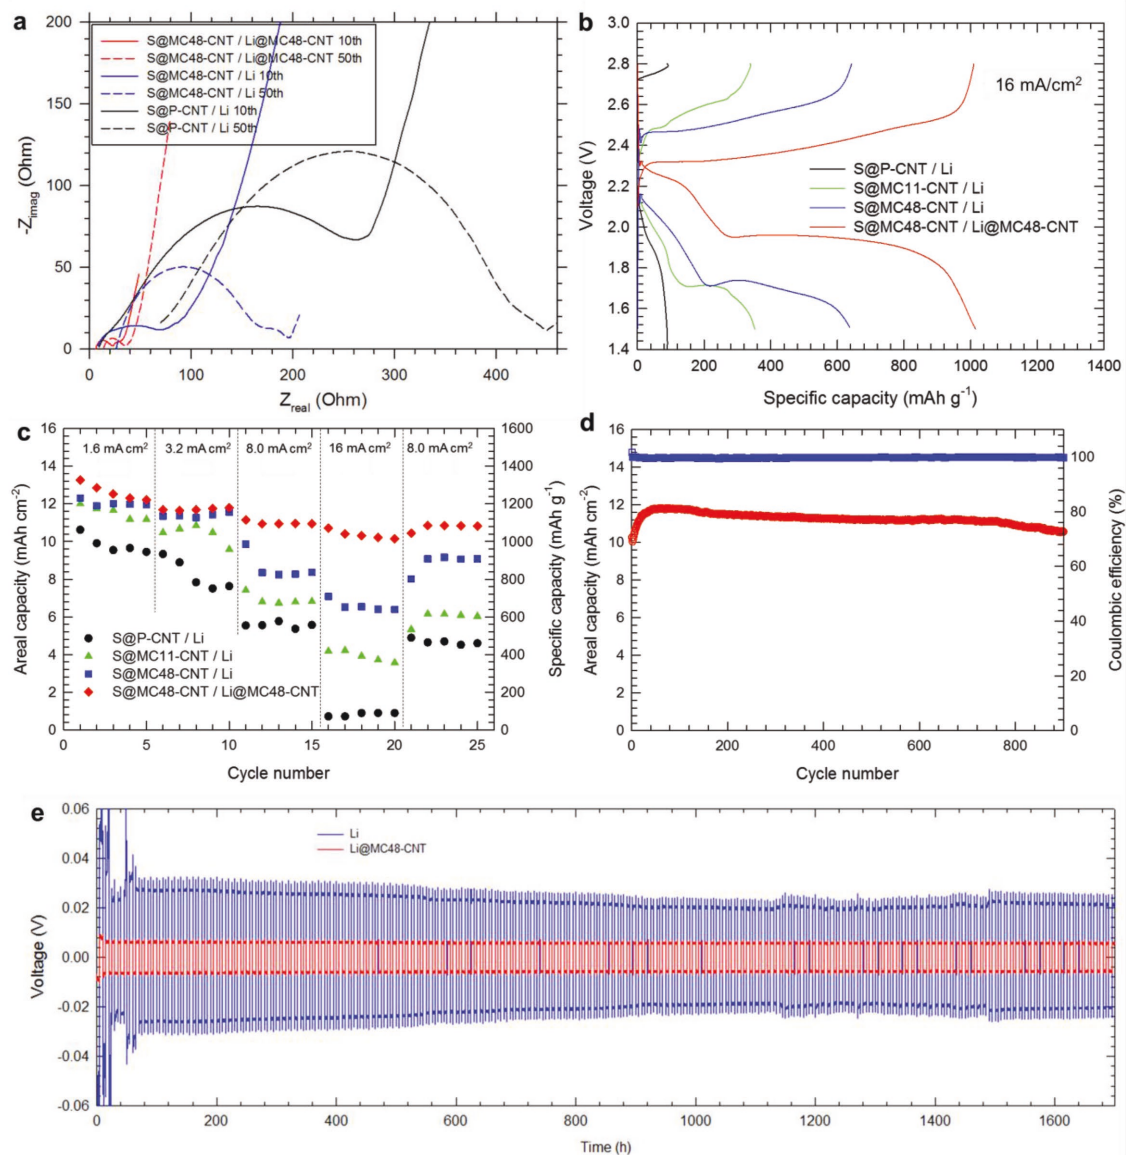 a
200
150
100
50
0
-Zimag (Ohm)
S@MC48-CNT / Li@MC48-CNT 10th
S@MC48-CNT / Li@MC48-CNT 50th
S@MC48-CNT / Li 10th
S@MC48-CNT / Li 50th
S@P-CNT / Li 10th
S@P-CNT / Li 50th
0 100 200 300 400
Zreal (Ohm)
b
3.0
2.8
2.6
2.4
2.2
2.0
1.8
1.6
1.4
Voltage (V)
16 mA/cm²
S@P-CNT / Li
S@MC11-CNT / Li
S@MC48-CNT / Li
S@MC48-CNT / Li@MC48-CNT
0 200 400 600 800 1000 1200 1400
Specific capacity (mAh g⁻¹)
c
16
14
12
10
8
6
4
2
0
Areal capacity (mAh cm⁻²)
1.6 mA cm² 3.2 mA cm² 8.0 mA cm² 16 mA cm² 8.0 mA cm²
S@P-CNT / Li
S@MC11-CNT / Li
S@MC48-CNT / Li
S@MC48-CNT / Li@MC48-CNT
1600
1400
1200
1000
800
600
400
200
0
Specific capacity (mAh g⁻¹)
0 5 10 15 20 25
Cycle number
d
16
14
12
10
8
6
4
2
0
Areal capacity (mAh cm⁻²)
100
80
60
40
20
0
Coulombic efficiency (%)
0 200 400 600 800
Cycle number
e
0.06
0.04
0.02
0.00
-0.02
-0.04
-0.06
Voltage (V)
Li
Li@MC48-CNT
0 200 400 600 800 1000 1200 1400 1600
Time (h)